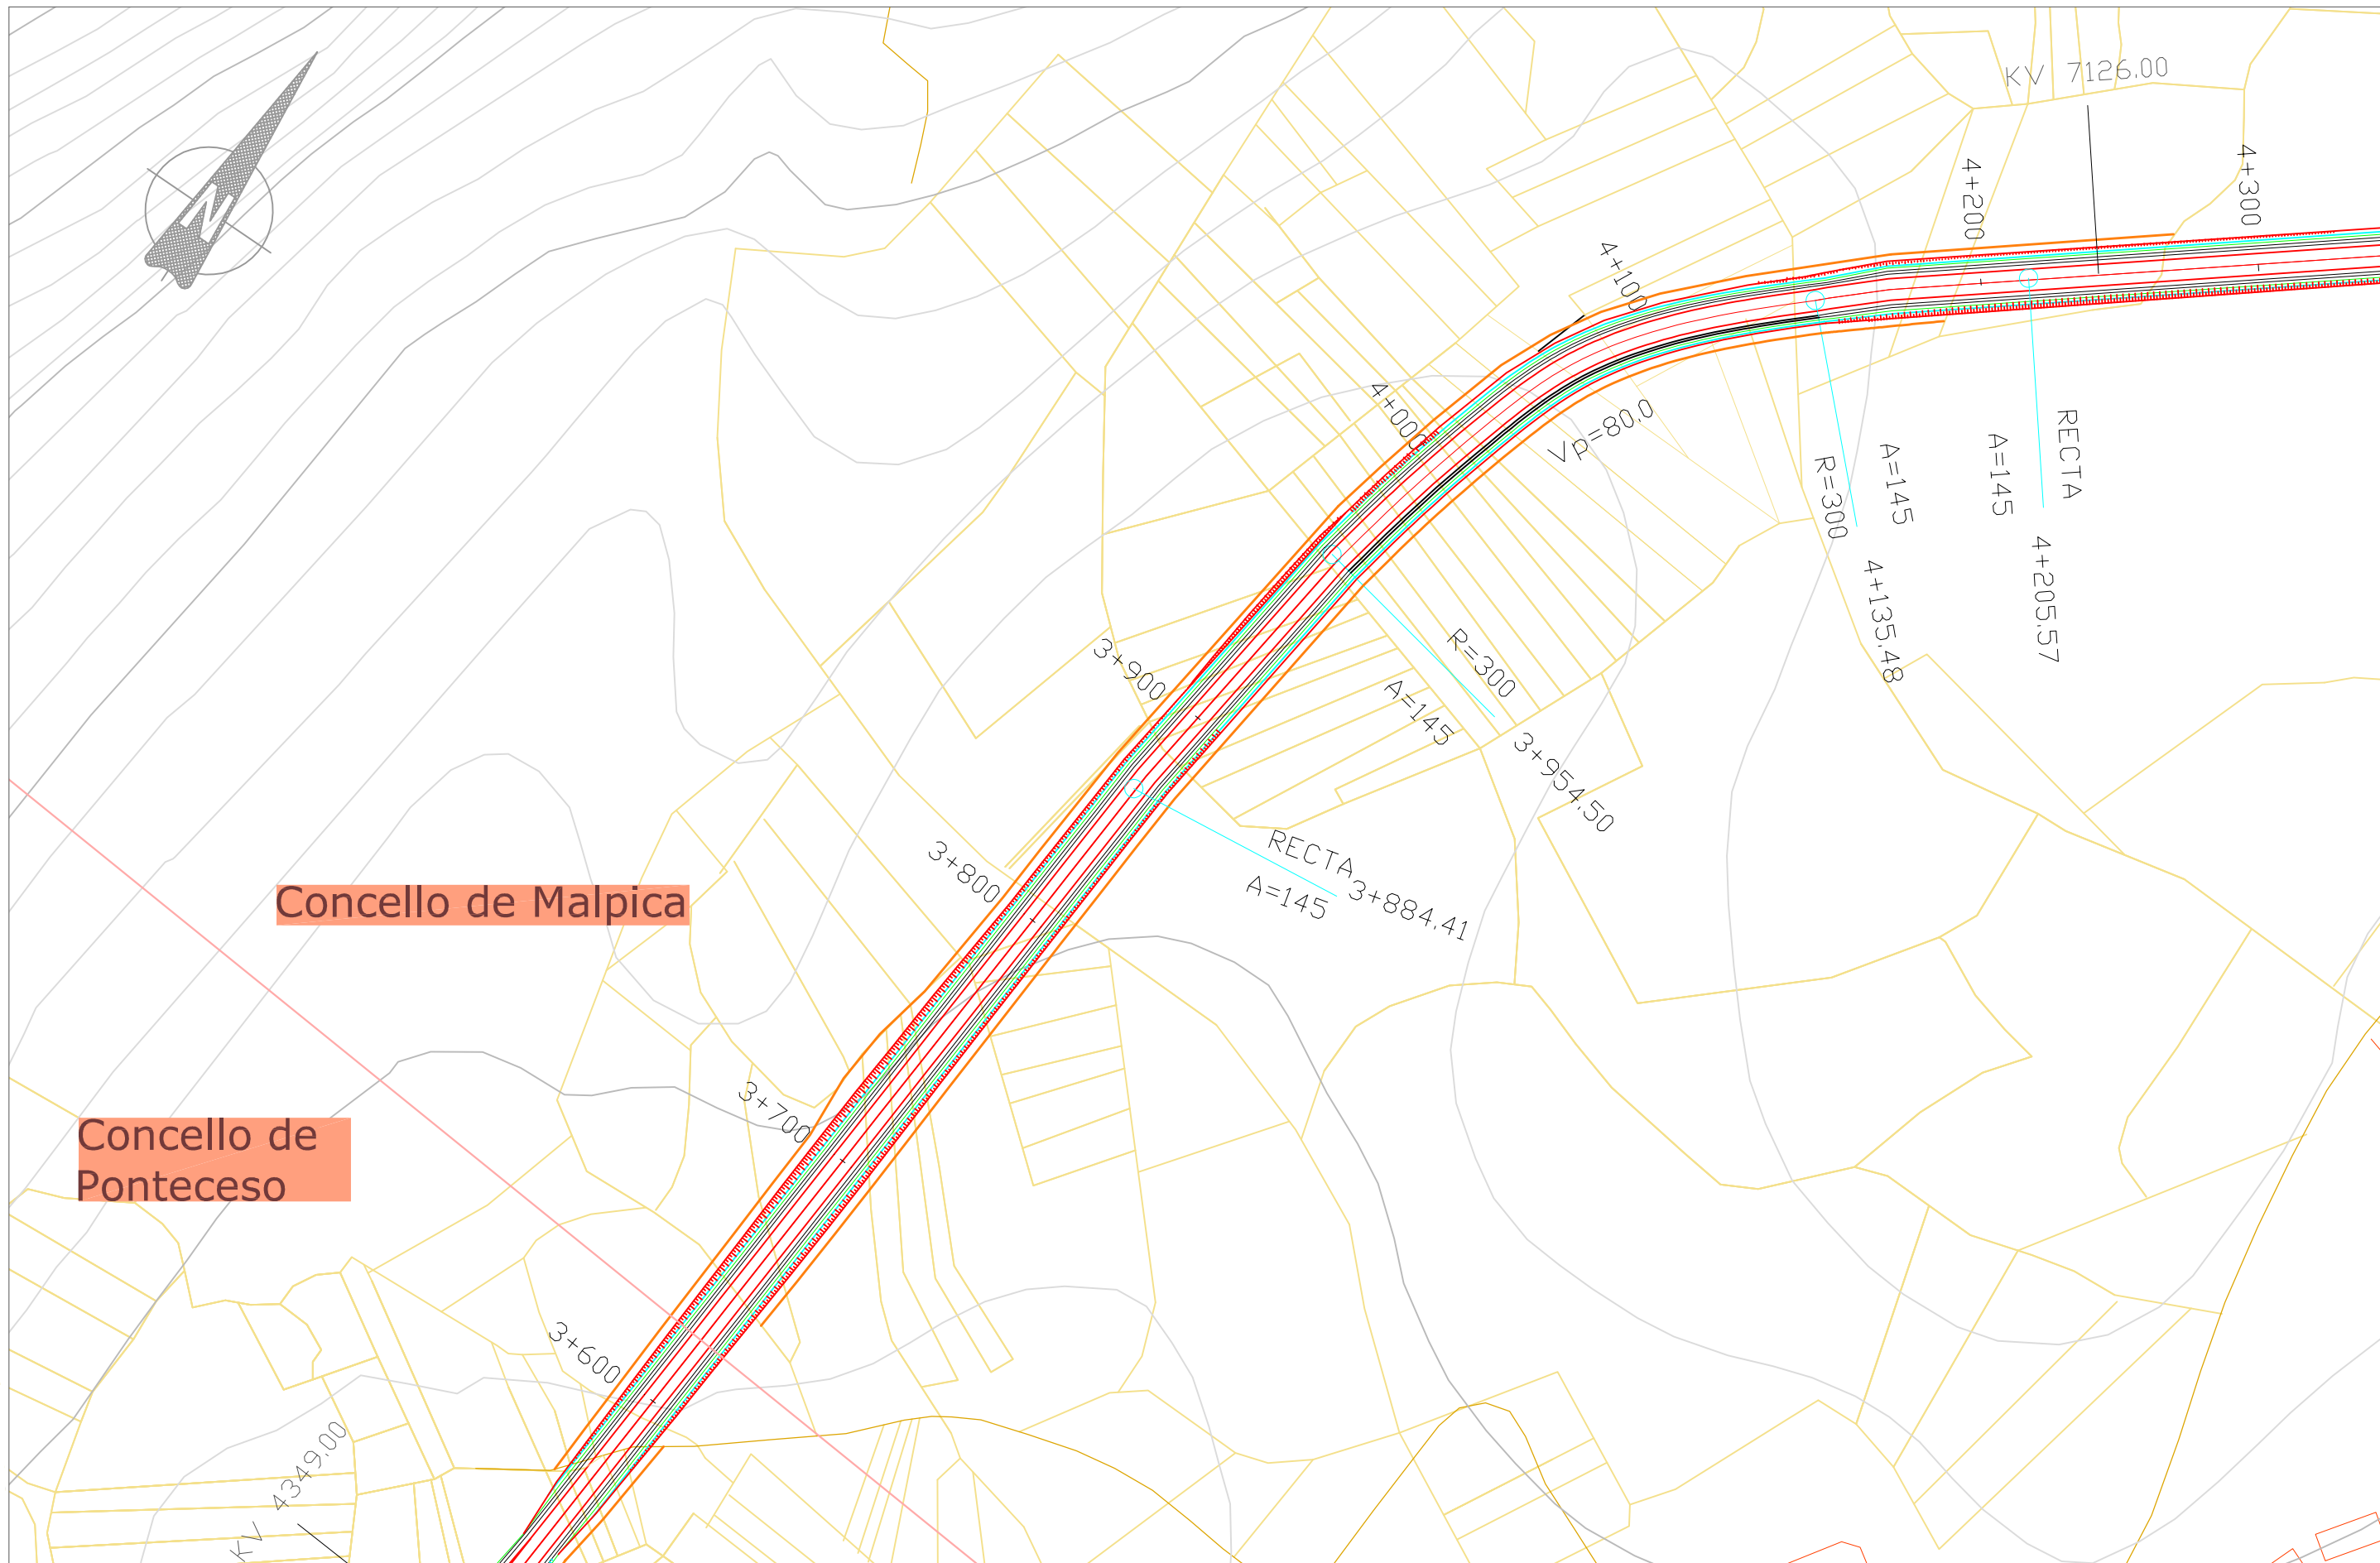 KV 7126.00
4+300
4+200
4+100
4+000
Vp=80.0
R=300
A=145
A=145
RECTA
4+135.48
4+205.57
3+900
R=300
A=145
3+954.50
3+800
RECTA
A=145
3+884.41
Concello de Malpica
3+700
Concello de
Ponteceso
3+600
KV 4349.00
N